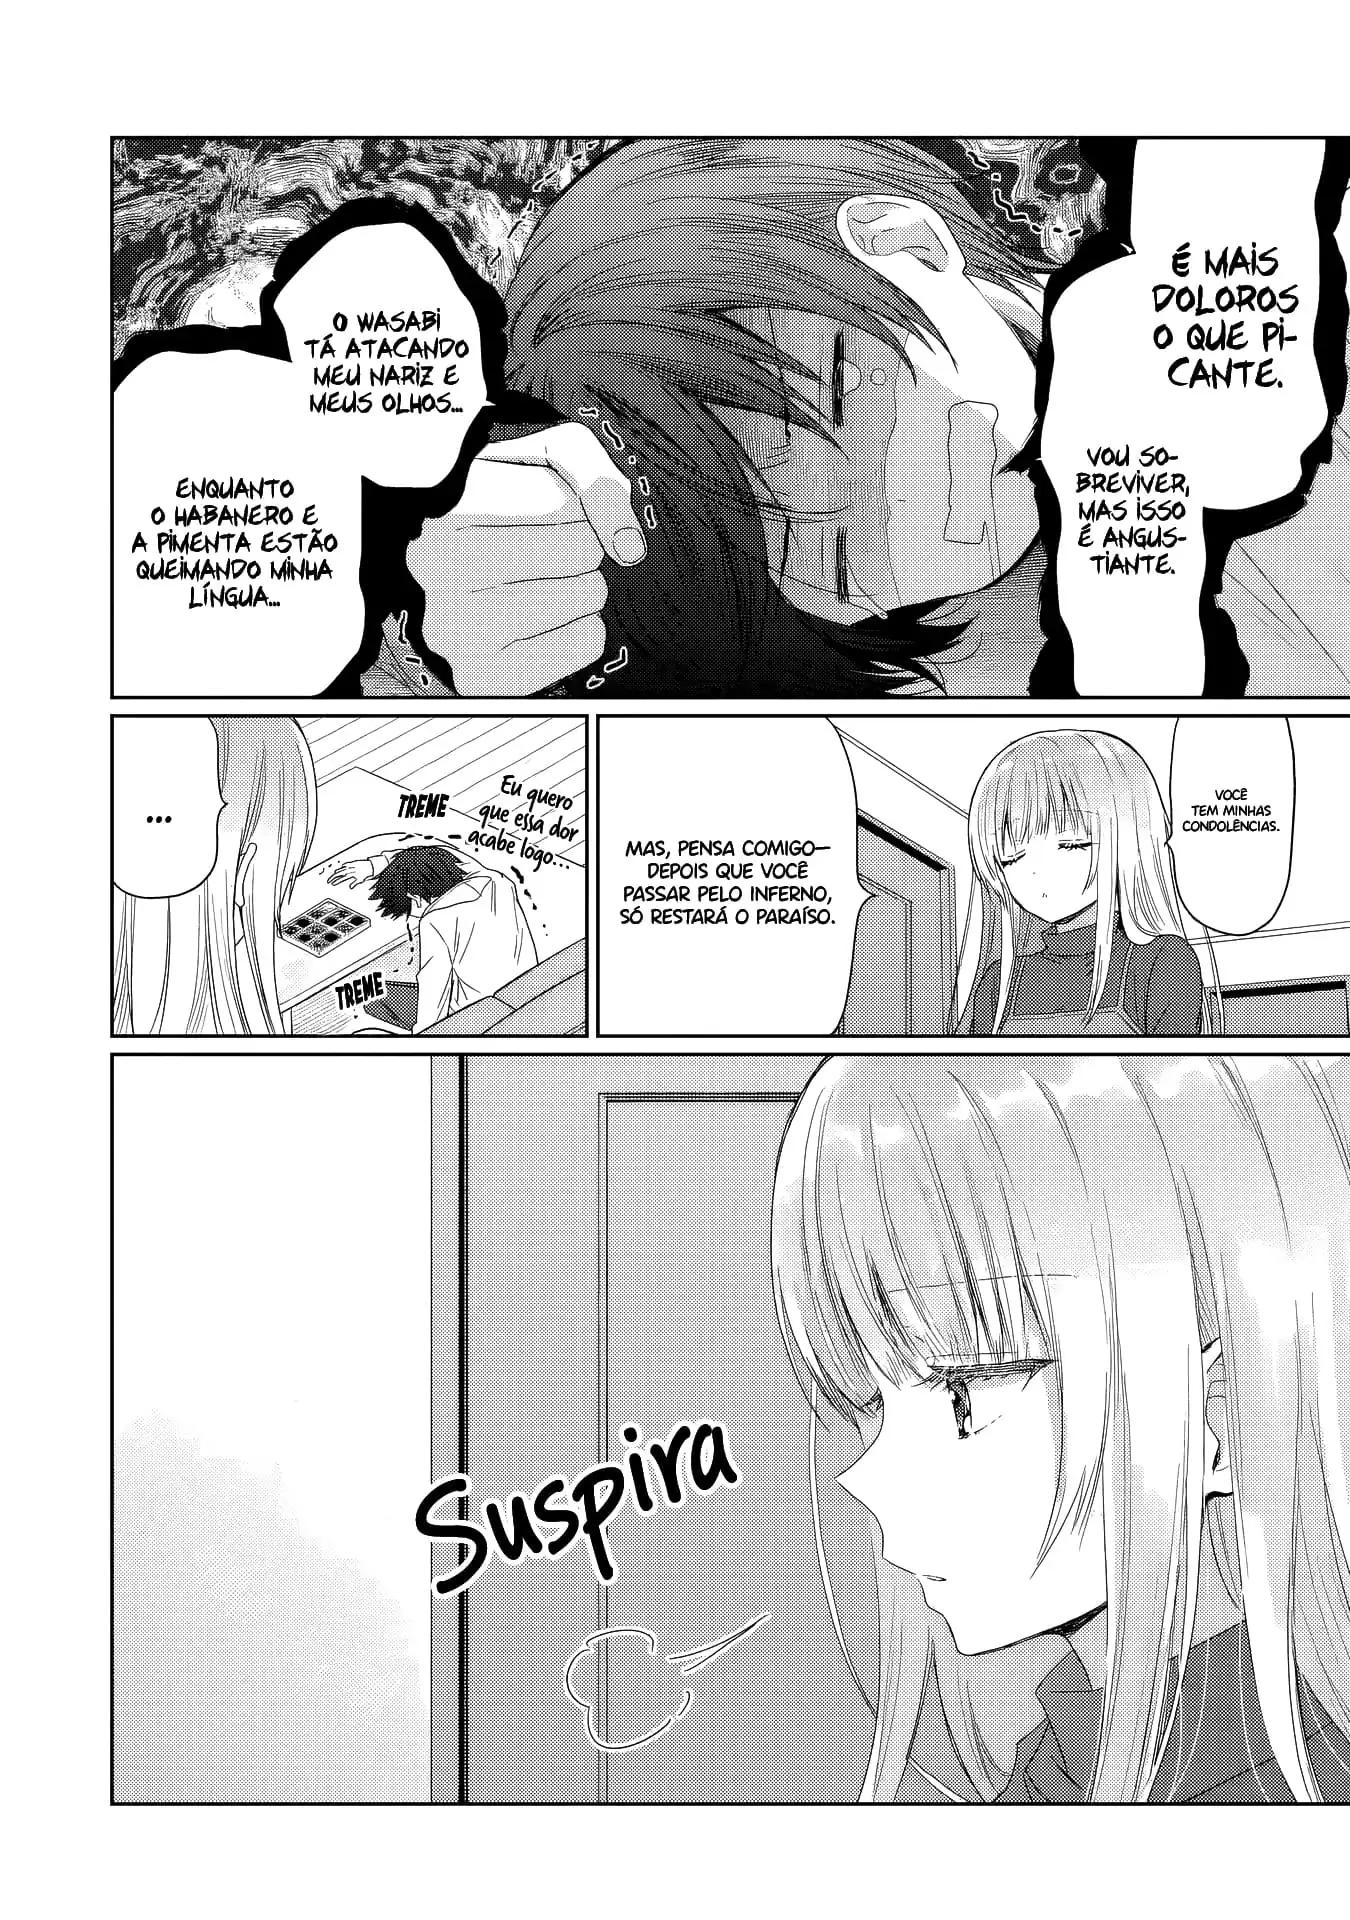 É MAIS
DOLOROS
O QUE PI-
CANTE.
VOU SO-
BREVIVER,
MAS ISSO
É ANGUS-
TIANTE.
O WASABI
TÁ ATACANDO
MEU NARIZ E
MEUS OLHOS...
ENQUANTO
O HABANERO E
A PIMENTA ESTÃO
QUEIMANDO MINHA
LÍNGUA...
VOCÊ
TEM MINHAS
CONDOLÊNCIAS.
MAS, PENSA COMIGO—
DEPOIS QUE VOCÊ
PASSAR PELO INFERNO,
SÓ RESTARÁ O PARAÍSO.
Eu quero
que essa dor
acabe logo...
TREME
TREME
...
Suspira